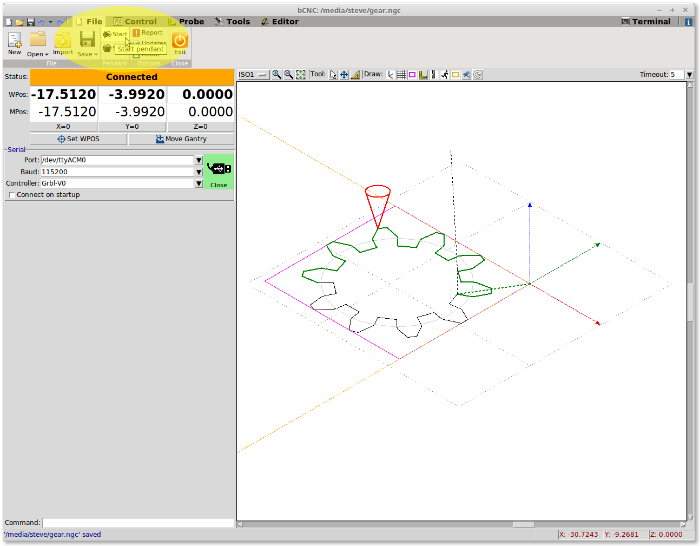 bCNC: /media/steve/gear.ngc
File Control Probe Tools Editor Terminal
Start Report
Updates
Start pendant
New Open Import Save Exit
File Pendant Close
Status: Connected
WPos: -17.5120 -3.9920 0.0000
MPos: -17.5120 -3.9920 0.0000
X=0 Y=0 Z=0
Set WPOS Move Gantry
Serial
Port: /dev/ttyACM0
Baud: 115200
Controller: Grbl-V0
Close
Connect on startup
ISO1 Tool: Draw: Timeout: 5
Command:
'/media/steve/gear.ngc' saved
X: -30.7243 Y: -9.2681 Z: 0.0000